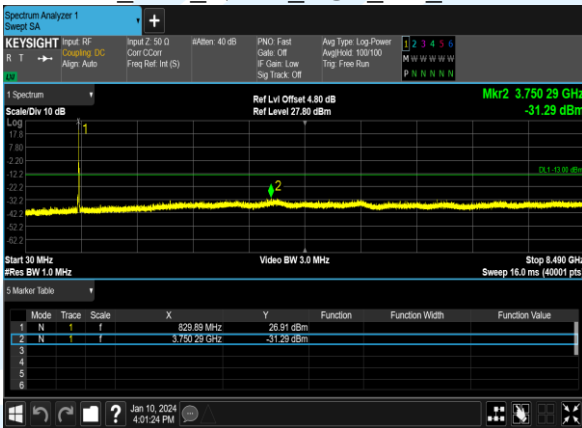 Spectrum Analyzer 1
Swept SA
+
KEYSIGHT Input: RF Input Z: 50 Ω #Atten: 40 dB PNO: Fast Avg Type: Log-Power 1 2 3 4 5 6
R T Coupling: DC Corr CCorr Gate: Off Avg|Hold: 100/100 M W W W W W
Align: Auto Freq Ref: Int (S) IF Gain: Low Trig: Free Run
LV Sig Track: Off P N N N N N
1 Spectrum Ref Lvl Offset 4.80 dB Mkr2 3.750 29 GHz
Scale/Div 10 dB Ref Level 27.80 dBm -31.29 dBm
Log
17.8 1
7.80
-2.20
-12.2 DL1 -13.00 dBm
-22.2 2
-32.2
-42.2
-52.2
-62.2
Start 30 MHz Video BW 3.0 MHz Stop 8.490 GHz
#Res BW 1.0 MHz Sweep 16.0 ms (40001 pts
5 Marker Table
Mode Trace Scale X Y Function Function Width Function Value
1 N 1 f 829.89 MHz 26.91 dBm
2 N 1 f 3.750 29 GHz -31.29 dBm
3
4
5
6
? Jan 10, 2024
4:01:24 PM